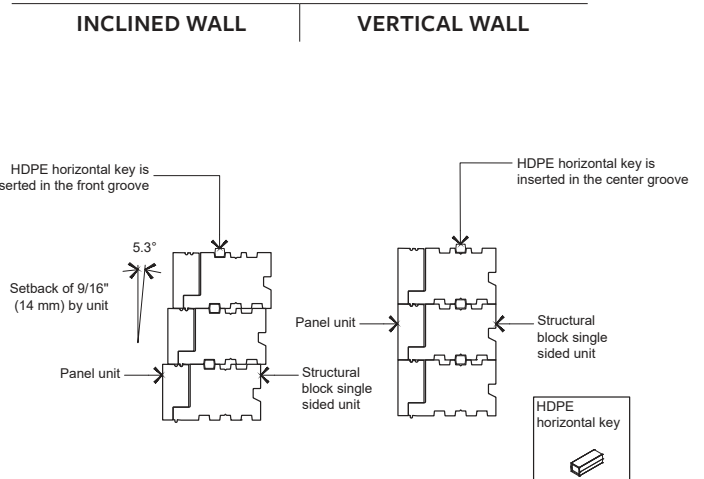 INCLINED WALL
VERTICAL WALL
HDPE horizontal key is
serted in the front groove
5.3°
Setback of 9/16"
(14 mm) by unit
Panel unit
Structural
block single
sided unit
HDPE horizontal key is
inserted in the center groove
Panel unit
Structural
block single
sided unit
HDPE
horizontal key